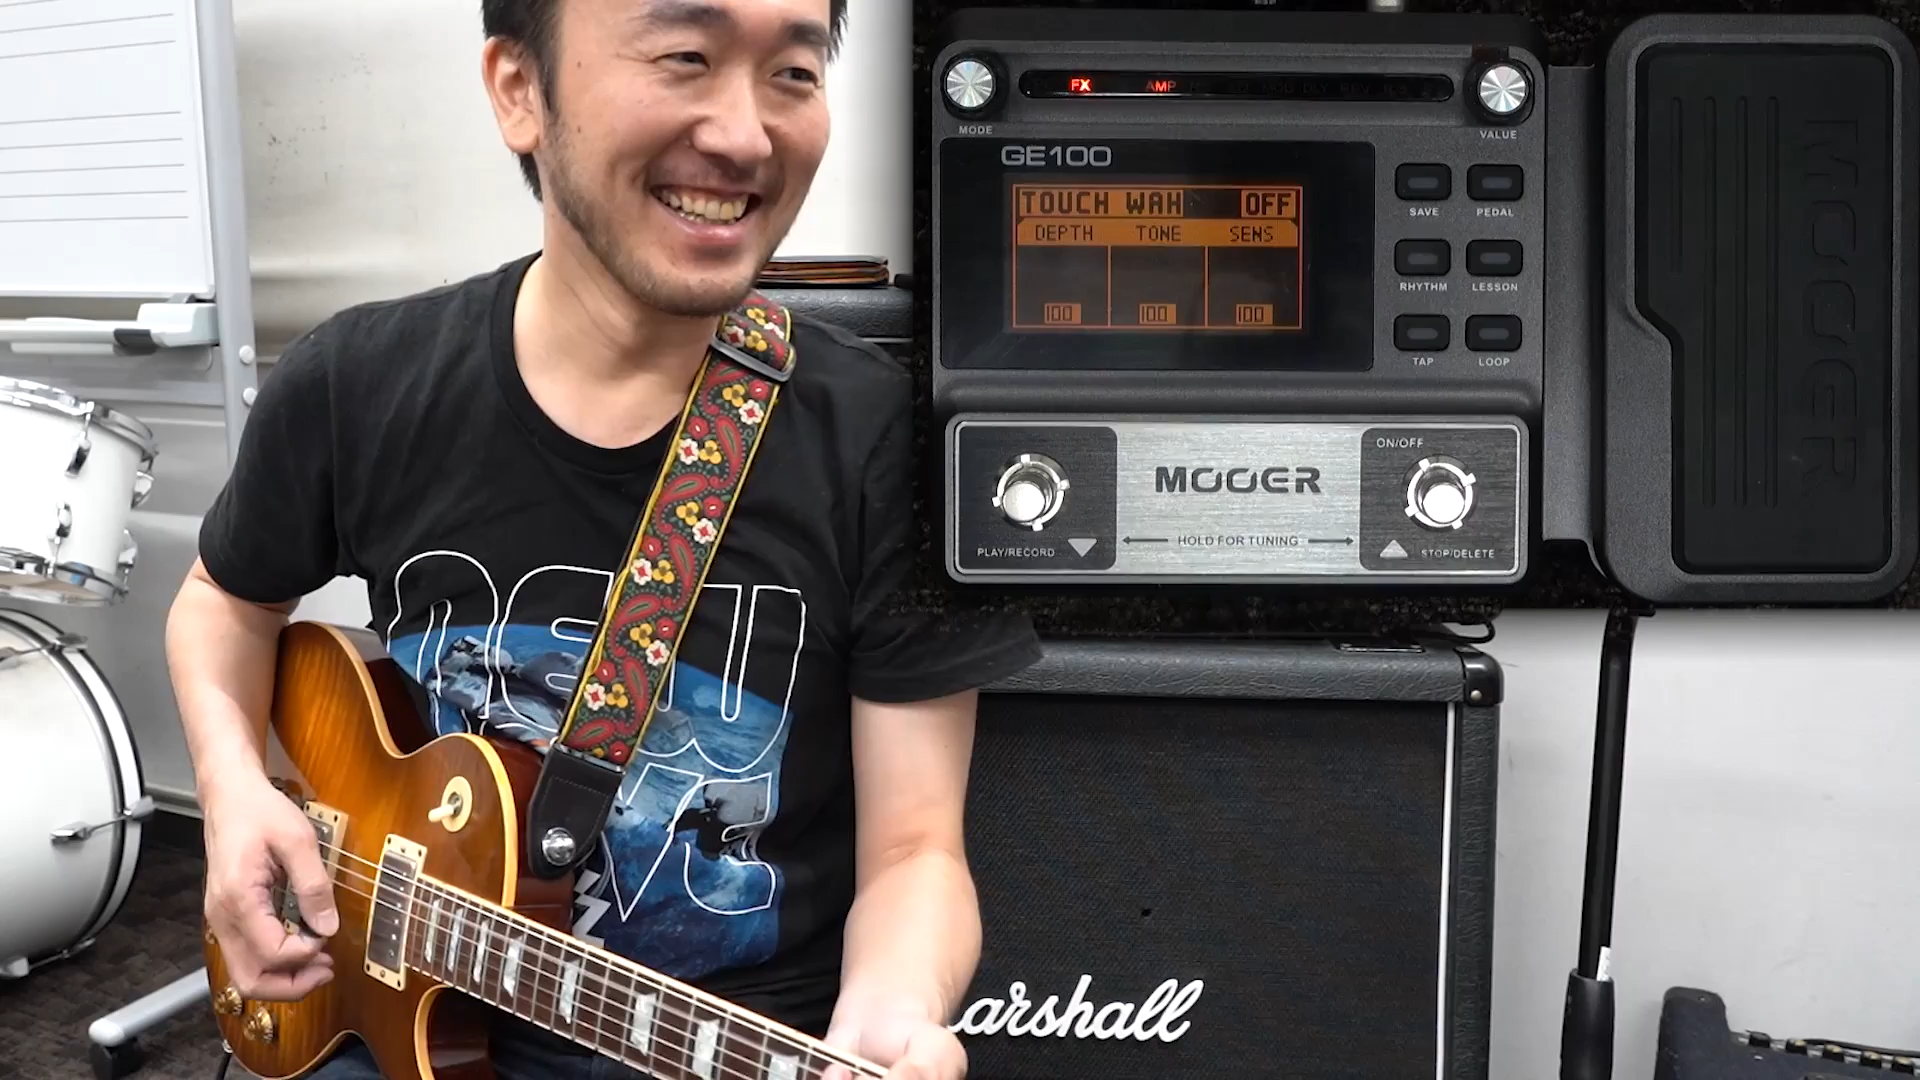 FX AMP
MODE
VALUE
GE100
TOUCH WAH OFF
DEPTH TONE SENS
100 100 100
SAVE PEDAL
RHYTHM LESSON
TAP LOOP
MOOER
ON/OFF
MOOER
HOLD FOR TUNING
PLAY/RECORD
STOP/DELETE
arshall